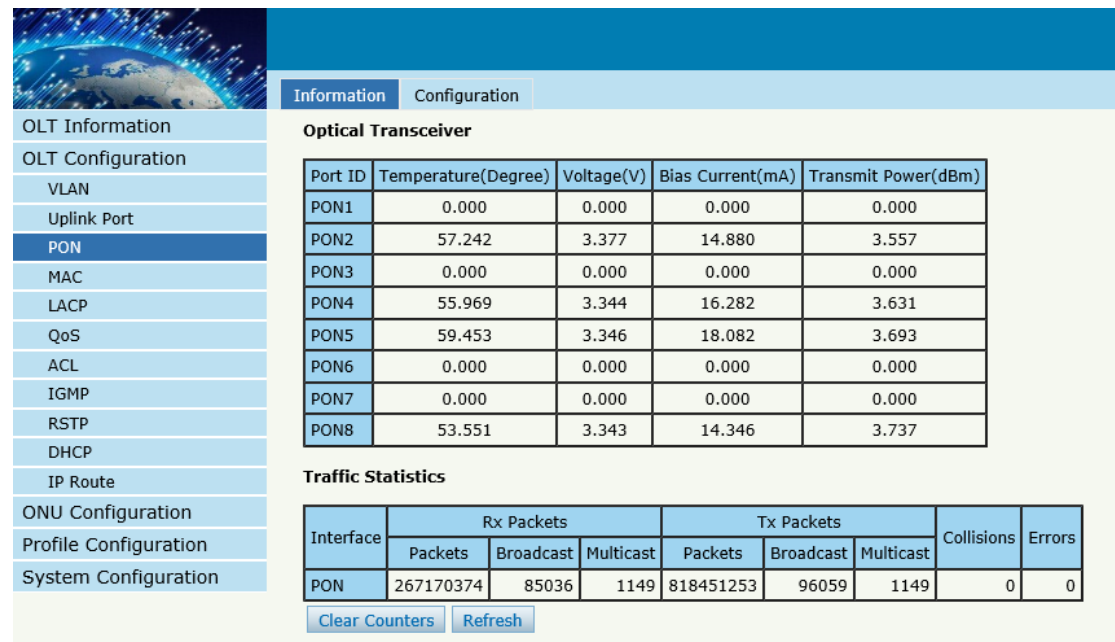 Information Configuration
OLT Information
OLT Configuration
VLAN
Uplink Port
PON
MAC
LACP
QoS
ACL
IGMP
RSTP
DHCP
IP Route
ONU Configuration
Profile Configuration
System Configuration
Optical Transceiver
Port ID Temperature(Degree) Voltage(V) Bias Current(mA) Transmit Power(dBm)
PON1 0.000 0.000 0.000 0.000
PON2 57.242 3.377 14.880 3.557
PON3 0.000 0.000 0.000 0.000
PON4 55.969 3.344 16.282 3.631
PON5 59.453 3.346 18.082 3.693
PON6 0.000 0.000 0.000 0.000
PON7 0.000 0.000 0.000 0.000
PON8 53.551 3.343 14.346 3.737
Traffic Statistics
Interface Rx Packets Tx Packets Collisions Errors
Packets Broadcast Multicast Packets Broadcast Multicast
PON 267170374 85036 1149 818451253 96059 1149 0 0
Clear Counters Refresh